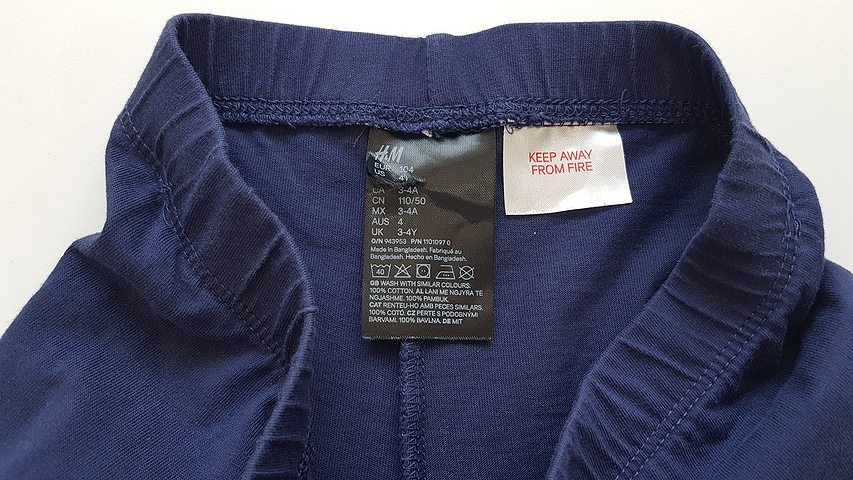 H&M
EUR 104
US 4Y
CA 3-4A
CN 110/50
MX 3-4A
AUS 4
UK 3-4Y
O/N 943953 P/N 1101097 0
Made in Bangladesh. Fabriqué au
Bangladesh. Hecho en Bangladesh.
40
GB WASH WITH SIMILAR COLOURS.
100% COTTON. AL LANI ME NGJYRA TË
NGJASHME. 100% PAMBUK.
CAT RENTEU-HO AMB PECES SIMILARS.
100% COTÓ. CZ PERTE S PODOBNÝMI
BARVAMI. 100% BAVLNA. DE MIT
KEEP AWAY
FROM FIRE